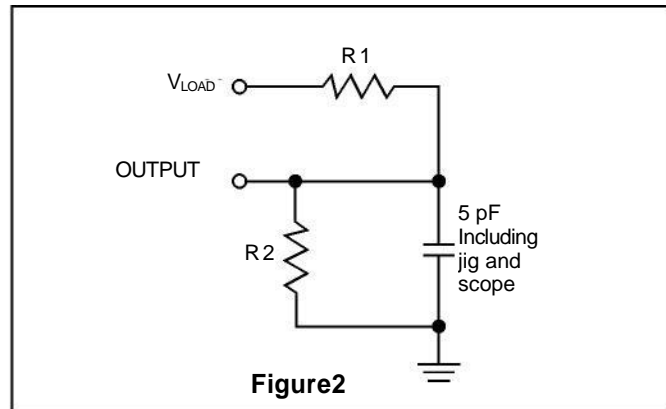 R1
VLOAD
OUTPUT
R2
5 pF
Including
jig and
scope
Figure2